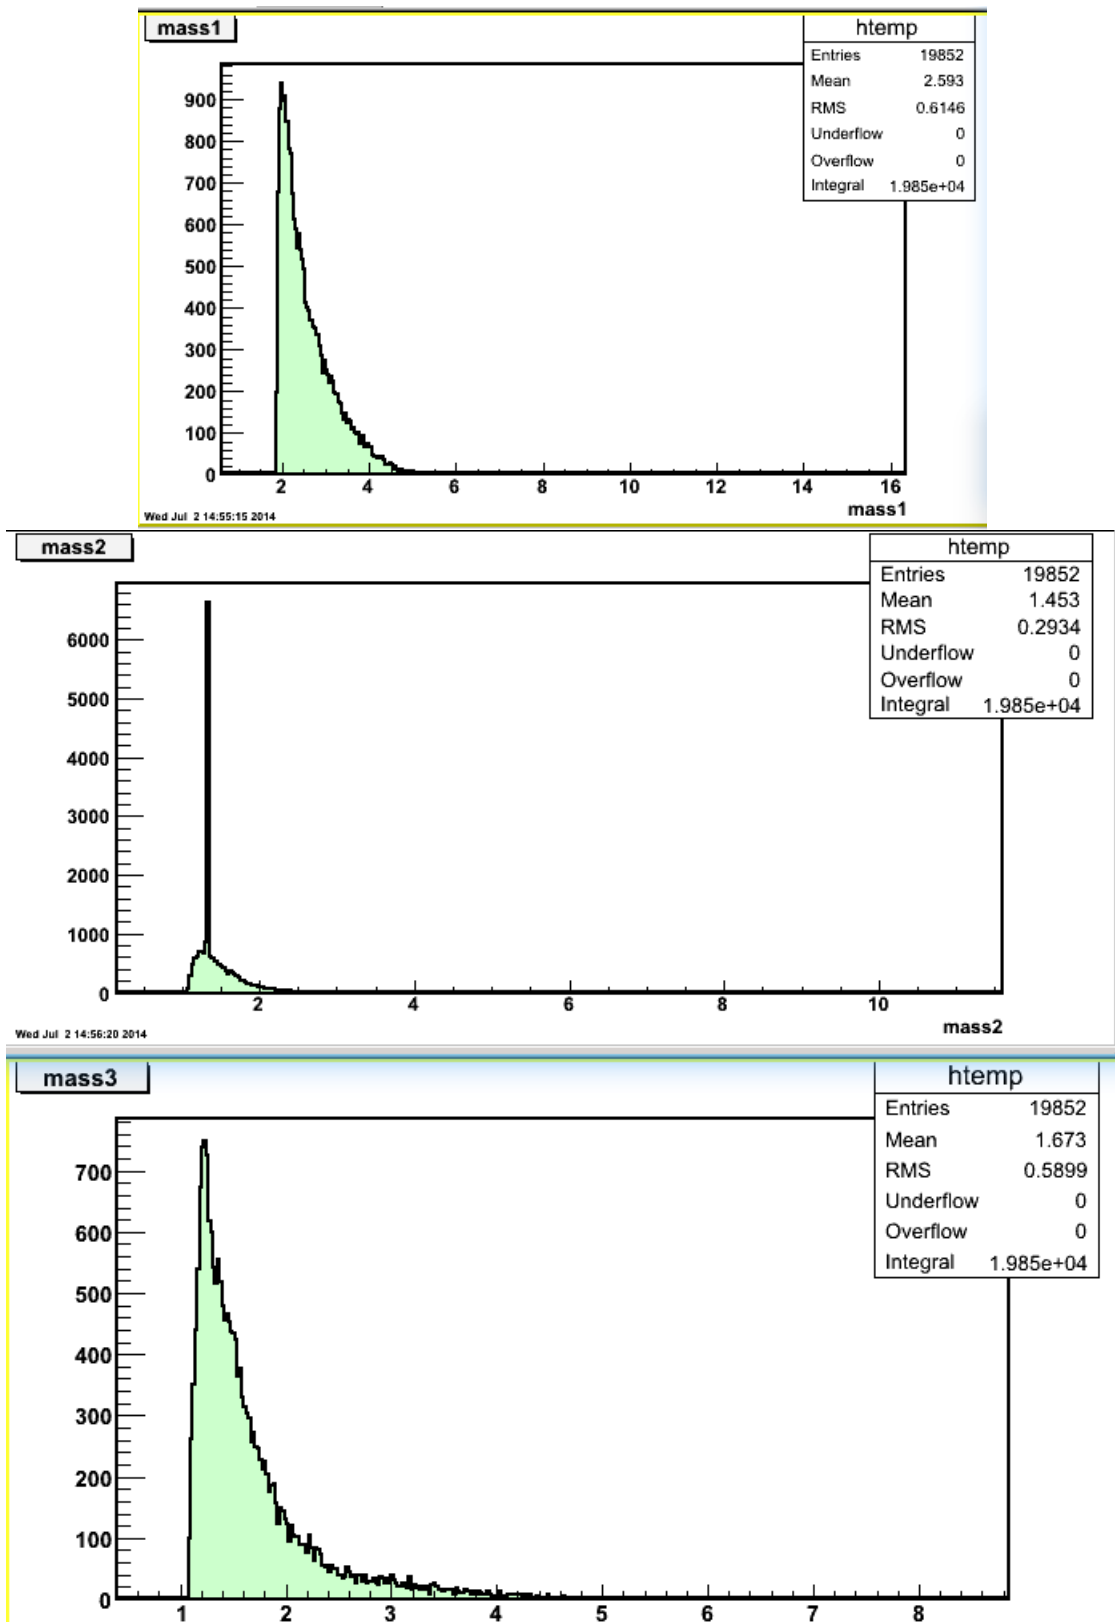 mass1
htemp
Entries 19852
Mean 2.593
RMS 0.6146
Underflow 0
Overflow 0
Integral 1.985e+04
900
800
700
600
500
400
300
200
100
0
2 4 6 8 10 12 14 16
mass1
Wed Jul 2 14:55:15 2014
mass2
htemp
Entries 19852
Mean 1.453
RMS 0.2934
Underflow 0
Overflow 0
Integral 1.985e+04
6000
5000
4000
3000
2000
1000
0
2 4 6 8 10
mass2
Wed Jul 2 14:56:20 2014
mass3
htemp
Entries 19852
Mean 1.673
RMS 0.5899
Underflow 0
Overflow 0
Integral 1.985e+04
700
600
500
400
300
200
100
0
1 2 3 4 5 6 7 8